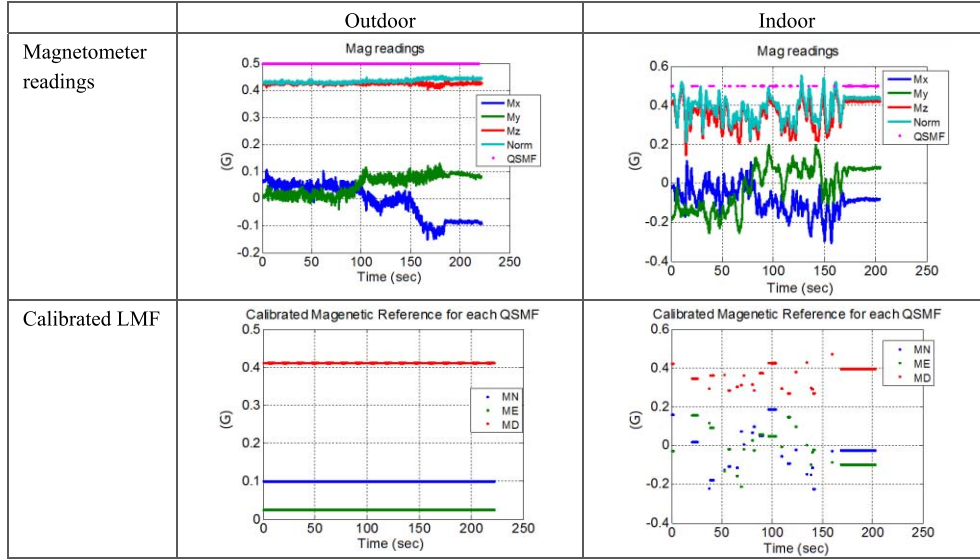 Outdoor
Indoor
Magnetometer
readings
Mag readings
0.5
0.4
0.3
0.2
0.1
0
-0.1
-0.2
(G)
0
50
100
150
200
250
Time (sec)
Mx
My
Mz
Norm
QSMF
Mag readings
0.6
0.4
0.2
0
-0.2
-0.4
(G)
0
50
100
150
200
250
Time (sec)
Mx
My
Mz
Norm
QSMF
Calibrated LMF
Calibrated Magenetic Reference for each QSMF
0.5
0.4
0.3
0.2
0.1
0
(G)
0
50
100
150
200
250
Time (sec)
MN
ME
MD
Calibrated Magenetic Reference for each QSMF
0.6
0.4
0.2
0
-0.2
-0.4
(G)
0
50
100
150
200
250
Time (sec)
MN
ME
MD